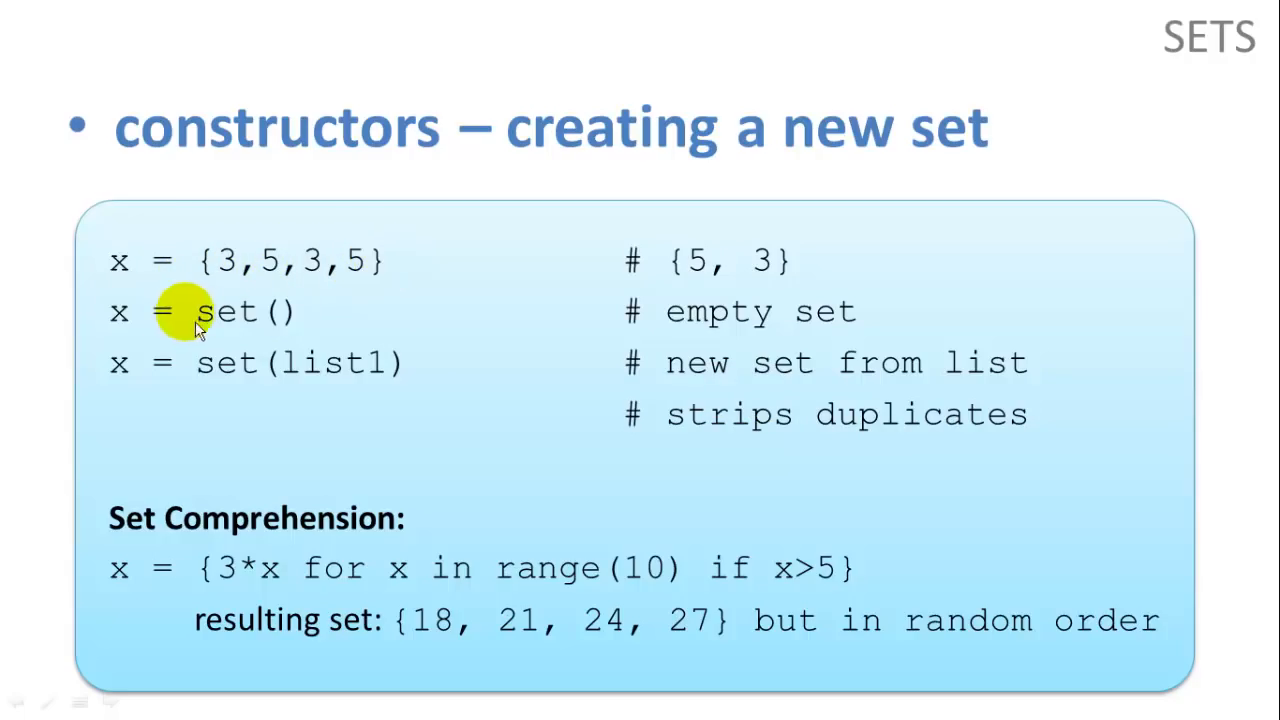 SETS
• constructors – creating a new set
x = {3,5,3,5} # {5, 3}
x = set() # empty set
x = set(list1) # new set from list
# strips duplicates
Set Comprehension:
x = {3*x for x in range(10) if x>5}
resulting set: {18, 21, 24, 27} but in random order